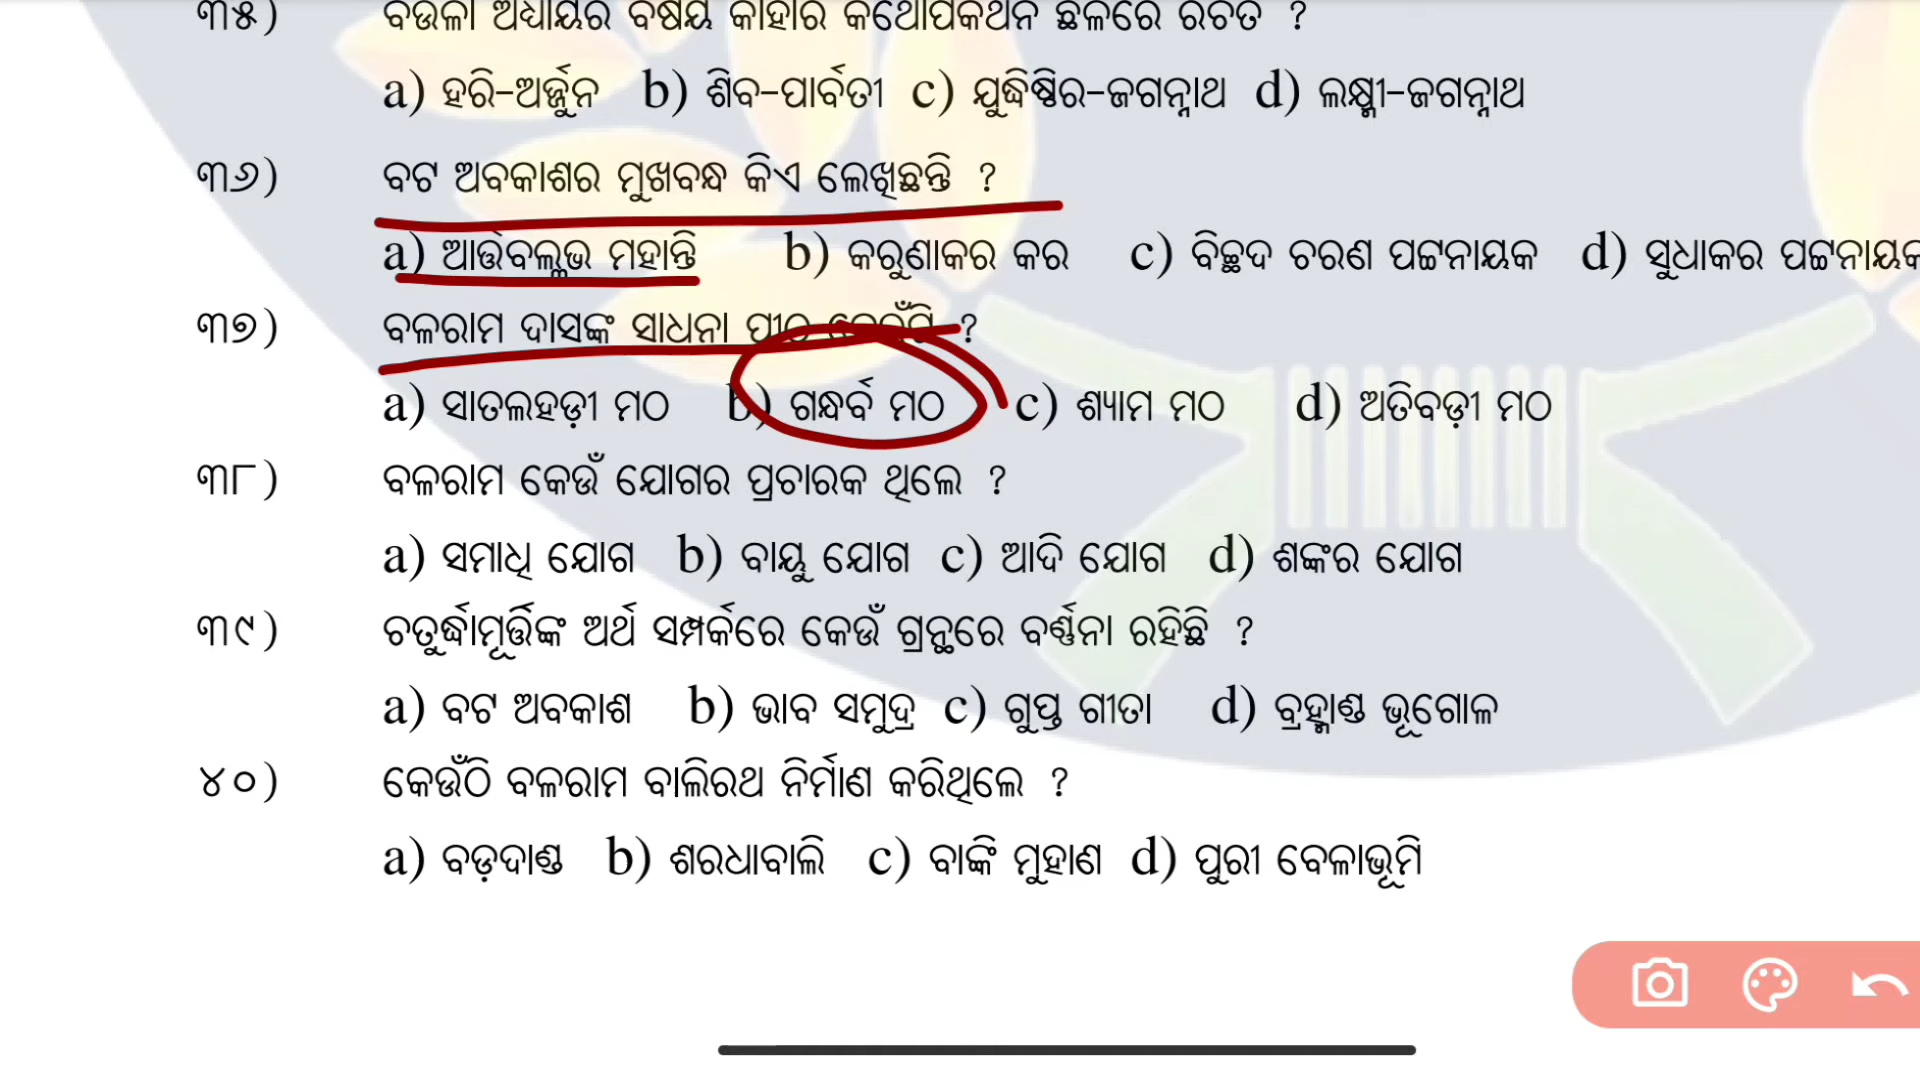 ୩୫) ବଉଳା ଅଧ୍ୟାୟର ବିଷୟ କାହାର କଥୋପକଥନ ଛଳରେ ରଚିତ ?
a) ହରି-ଅର୍ଜୁନ b) ଶିବ-ପାର୍ବତୀ c) ଯୁଦ୍ଧିଷ୍ଠିର-ଜଗନ୍ନାଥ d) ଲକ୍ଷ୍ମୀ-ଜଗନ୍ନାଥ
୩୬) ବଟ ଅବକାଶର ମୁଖବନ୍ଧ କିଏ ଲେଖିଛନ୍ତି ?
a) ଆର୍ତ୍ତବଲ୍ଲଭ ମହାନ୍ତି b) କରୁଣାକର କର c) ବିଚ୍ଛଦ ଚରଣ ପଟ୍ଟନାୟକ d) ସୁଧାକର ପଟ୍ଟନାୟକ
୩୭) ବଳରାମ ଦାସଙ୍କ ସାଧନା ପୀଠ କେଉଁଟି ?
a) ସାତଲହଡ଼ୀ ମଠ b) ଗନ୍ଧର୍ବ ମଠ c) ଶ୍ୟାମ ମଠ d) ଅତିବଡ଼ୀ ମଠ
୩୮) ବଳରାମ କେଉଁ ଯୋଗର ପ୍ରଚାରକ ଥିଲେ ?
a) ସମାଧି ଯୋଗ b) ବାୟୁ ଯୋଗ c) ଆଦି ଯୋଗ d) ଶଙ୍କର ଯୋଗ
୩୯) ଚତୁର୍ଦ୍ଧାମୂର୍ତ୍ତିଙ୍କ ଅର୍ଥ ସମ୍ପର୍କରେ କେଉଁ ଗ୍ରନ୍ଥରେ ବର୍ଣ୍ଣନା ରହିଛି ?
a) ବଟ ଅବକାଶ b) ଭାବ ସମୁଦ୍ର c) ଗୁପ୍ତ ଗୀତା d) ବ୍ରହ୍ମାଣ୍ଡ ଭୂଗୋଳ
୪୦) କେଉଁଠି ବଳରାମ ବାଲିରଥ ନିର୍ମାଣ କରିଥିଲେ ?
a) ବଡ଼ଦାଣ୍ଡ b) ଶରଧାବାଲି c) ବାଙ୍କି ମୁହାଣ d) ପୁରୀ ବେଳାଭୂମି